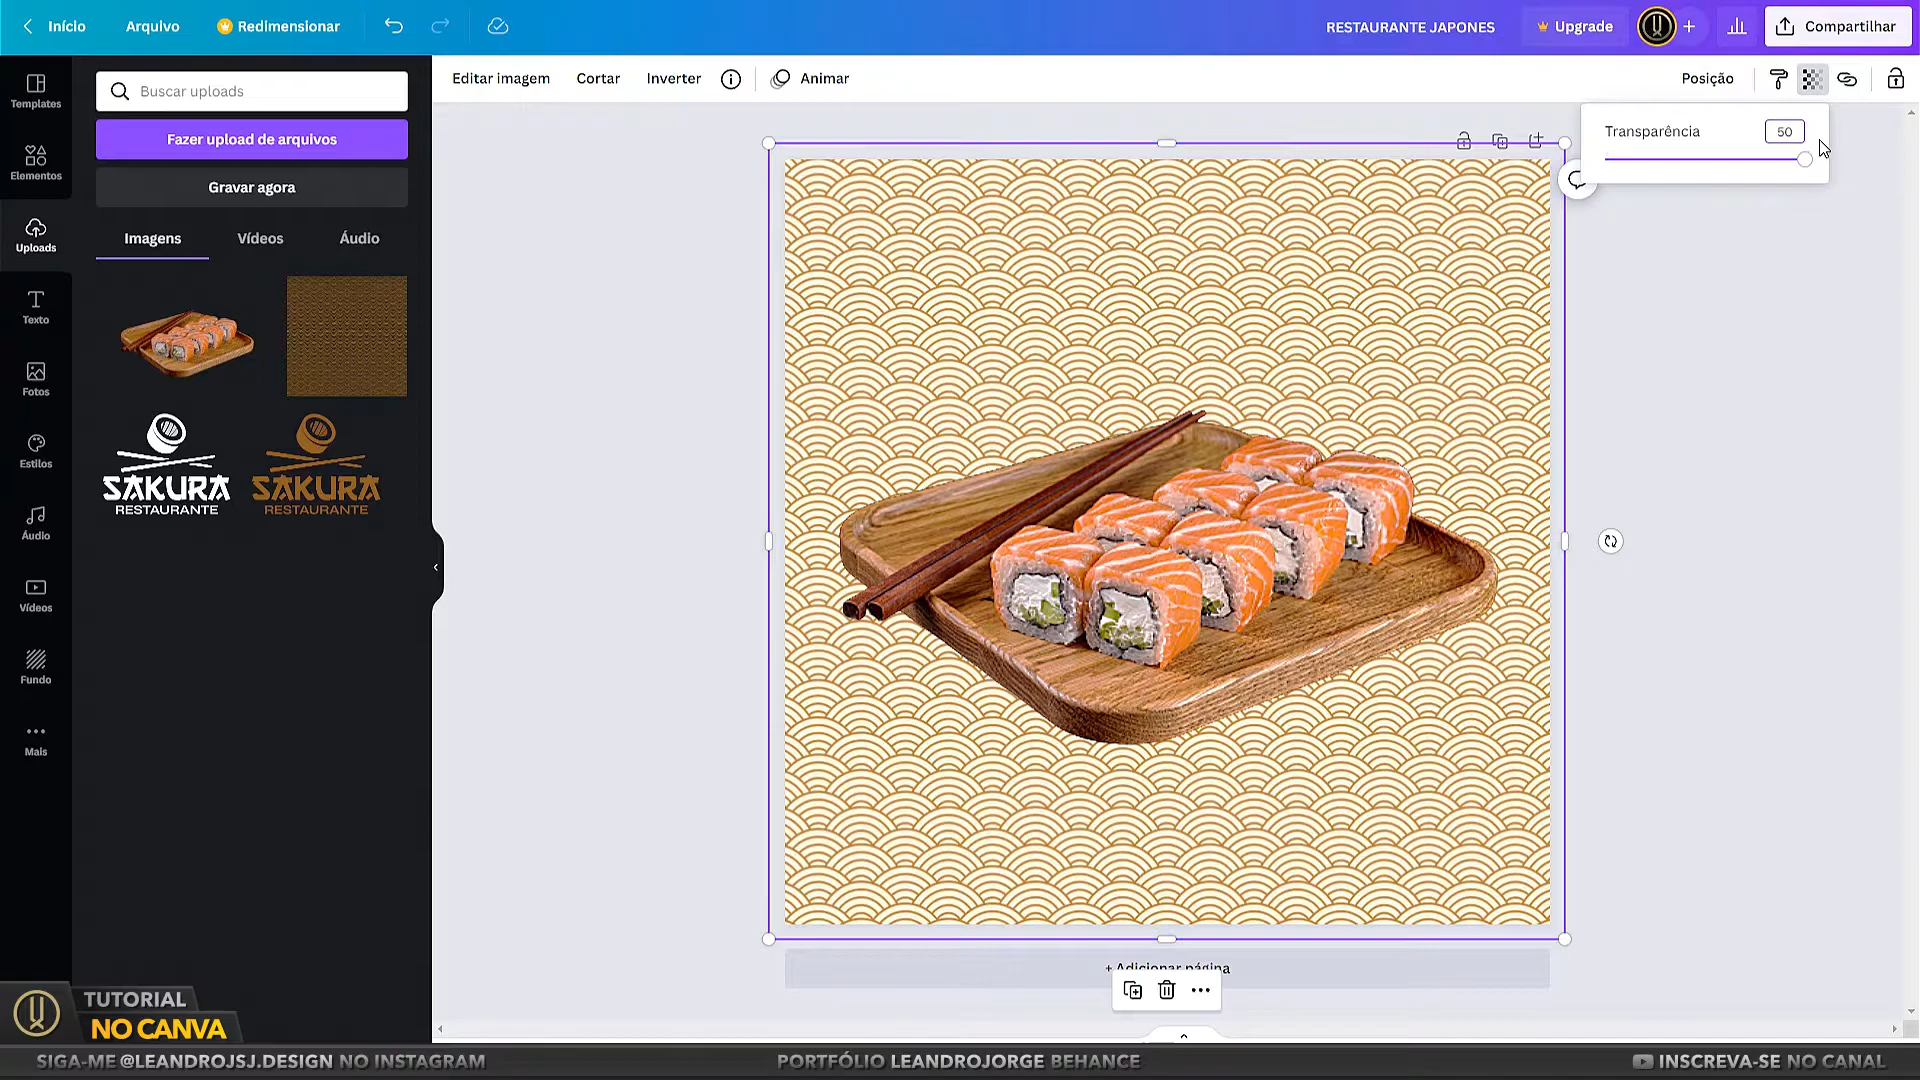 Início
Arquivo
Redimensionar
RESTAURANTE JAPONES
Upgrade
Compartilhar
Templates
Elementos
Uploads
Texto
Fotos
Estilos
Áudio
Vídeos
Fundo
Mais
Buscar uploads
Fazer upload de arquivos
Gravar agora
Imagens
Vídeos
Áudio
SAKURA
RESTAURANTE
SAKURA
RESTAURANTE
Editar imagem
Cortar
Inverter
Animar
Posição
Transparência
50
+ Adicionar página
TUTORIAL
NO CANVA
SIGA-ME @LEANDROJSJ.DESIGN NO INSTAGRAM
PORTFÓLIO LEANDROJORGE BEHANCE
INSCREVA-SE NO CANAL